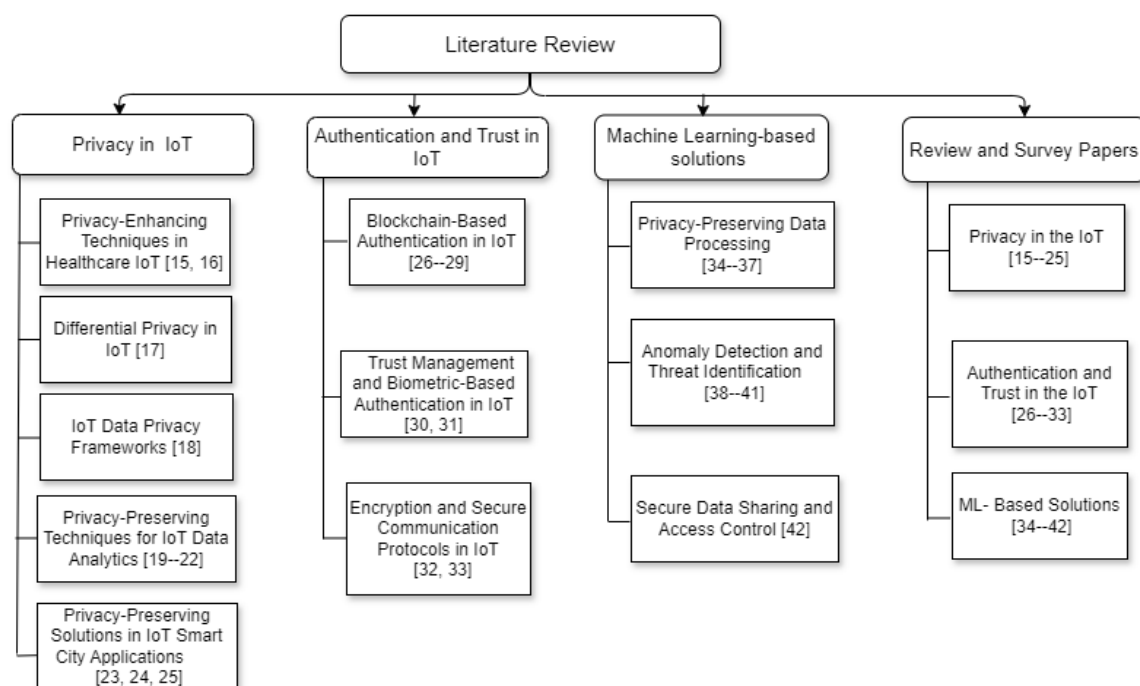 Literature Review
Privacy in IoT
Privacy-Enhancing
Techniques in
Healthcare IoT [15, 16]
Differential Privacy in
IoT [17]
IoT Data Privacy
Frameworks [18]
Privacy-Preserving
Techniques for IoT Data
Analytics [19--22]
Privacy-Preserving
Solutions in IoT Smart
City Applications
[23, 24, 25]
Authentication and Trust in
IoT
Blockchain-Based
Authentication in IoT
[26--29]
Trust Management
and Biometric-Based
Authentication in IoT
[30, 31]
Encryption and Secure
Communication
Protocols in IoT
[32, 33]
Machine Learning-based
solutions
Privacy-Preserving Data
Processing
[34--37]
Anomaly Detection and
Threat Identification
[38--41]
Secure Data Sharing and
Access Control [42]
Review and Survey Papers
Privacy in the IoT
[15--25]
Authentication and
Trust in the IoT
[26--33]
ML- Based Solutions
[34--42]